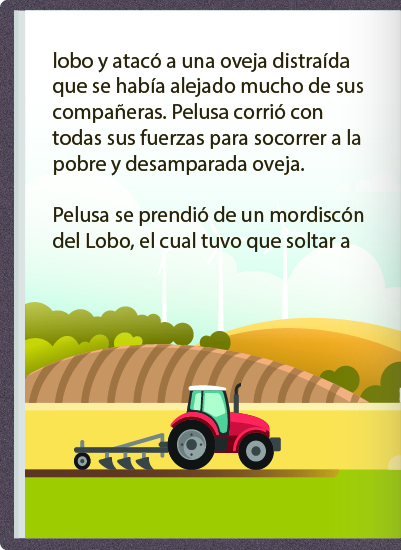 lobo y atacó a una oveja distraída
que se había alejado mucho de sus
compañeras. Pelusa corrió con
todas sus fuerzas para socorrer a la
pobre y desamparada oveja.
Pelusa se prendió de un mordiscón
del Lobo, el cual tuvo que soltar a